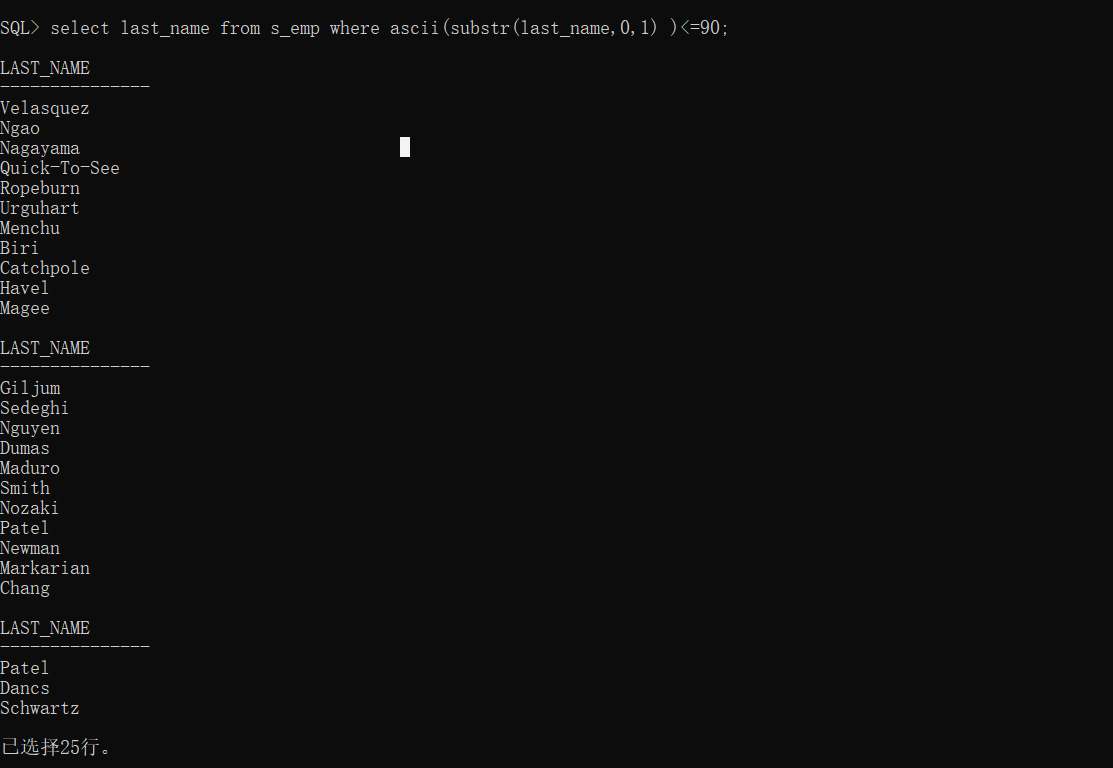 SQL> select last_name from s_emp where ascii(substr(last_name,0,1) )<=90;
LAST_NAME
---------------
Velasquez
Ngao
Nagayama
Quick-To-See
Ropeburn
Urguhart
Menchu
Biri
Catchpole
Havel
Magee
LAST_NAME
---------------
Giljum
Sedeghi
Nguyen
Dumas
Maduro
Smith
Nozaki
Patel
Newman
Markarian
Chang
LAST_NAME
---------------
Patel
Dancs
Schwartz
已选择25行。